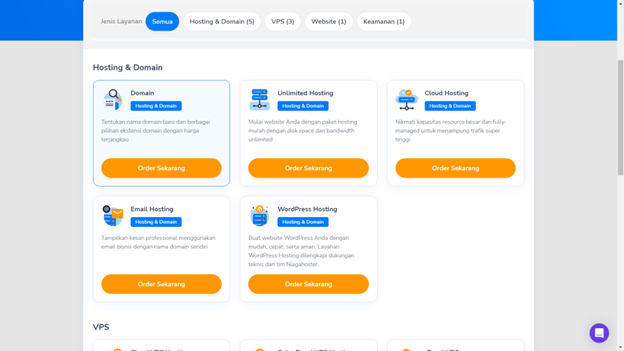 Jenis Layanan Semua Hosting & Domain (5) VPS (3) Website (1) Keamanan (1)
Hosting & Domain
Domain
Hosting & Domain
Tentukan nama domain baru dan berbagai
pilihan ekstensi domain dengan harga
terjangkau
Order Sekarang
Unlimited Hosting
Hosting & Domain
Mulai website Anda dengan paket hosting
murah dengan disk space dan bandwidth
unlimited
Order Sekarang
Cloud Hosting
Hosting & Domain
Nikmati kapasitas resource besar dan fully-
managed untuk menampung trafik super
tinggi
Order Sekarang
Email Hosting
Hosting & Domain
Tampilkan kesan profesional menggunakan
email bisnis dengan nama domain sendiri
Order Sekarang
WordPress Hosting
Hosting & Domain
Buat website WordPress Anda dengan
mudah, cepat, serta aman. Layanan
WordPress Hosting dilengkapi dukungan
teknis dari tim Niagahoster.
Order Sekarang
VPS